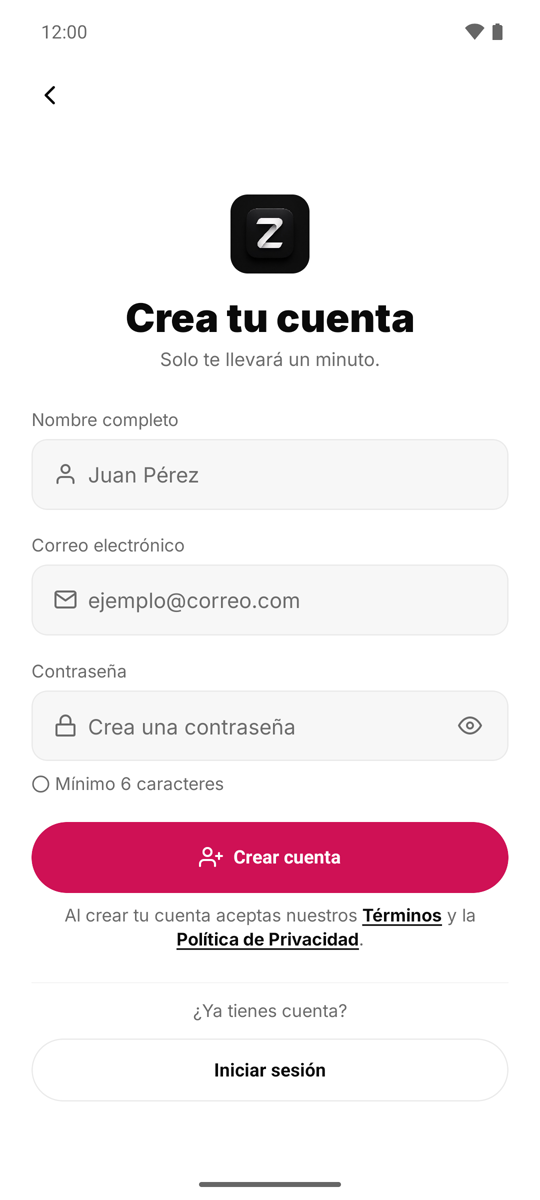 12:00
Z
Crea tu cuenta
Solo te llevará un minuto.
Nombre completo
Juan Pérez
Correo electrónico
ejemplo@correo.com
Contraseña
Crea una contraseña
Mínimo 6 caracteres
Crear cuenta
Al crear tu cuenta aceptas nuestros Términos y la
Política de Privacidad.
¿Ya tienes cuenta?
Iniciar sesión